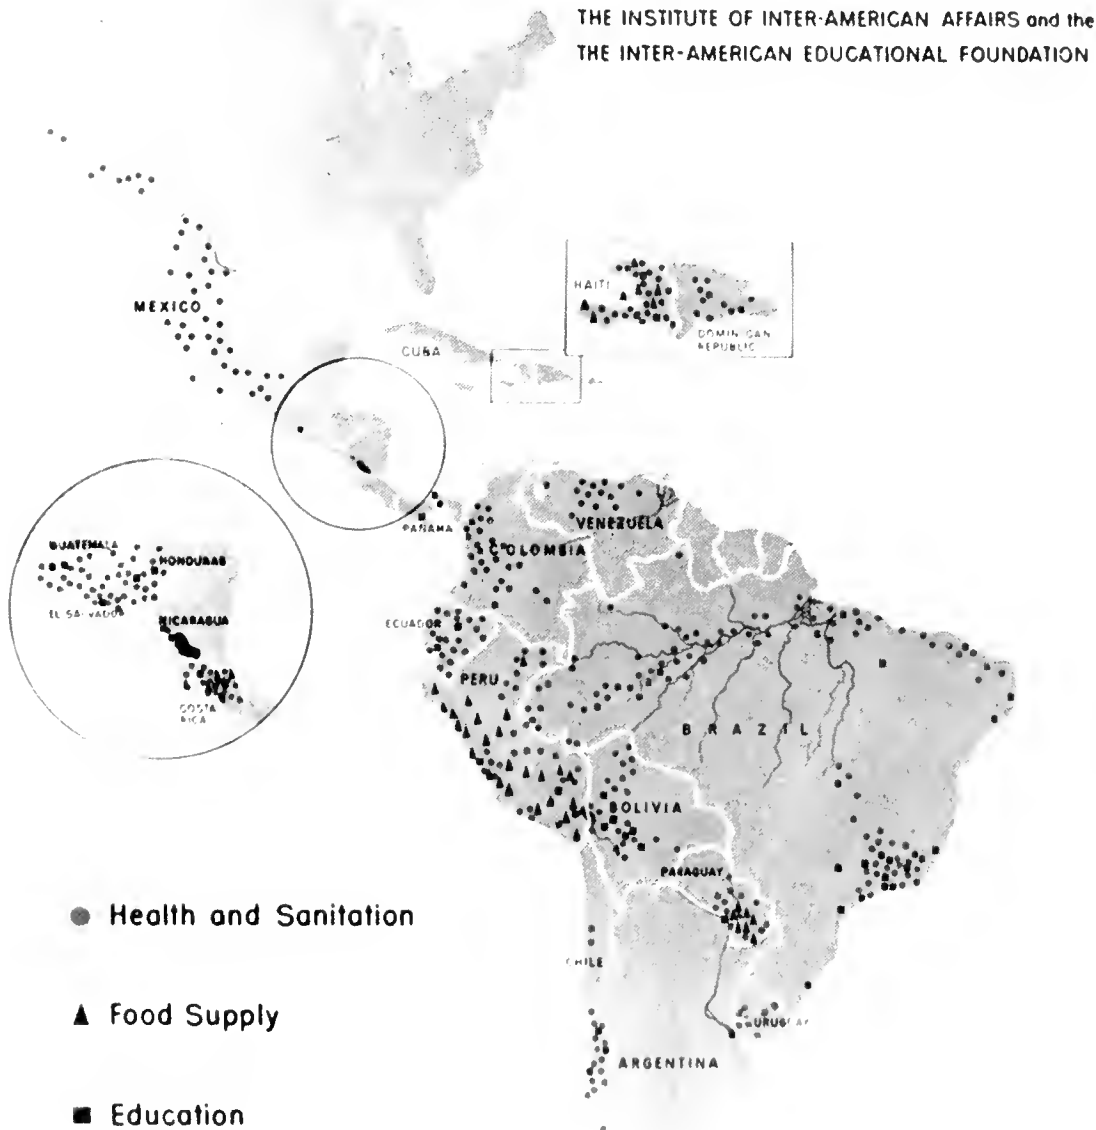 THE INSTITUTE OF INTER-AMERICAN AFFAIRS and the
THE INTER-AMERICAN EDUCATIONAL FOUNDATION
MEXICO
HAITI
DOMINICAN
REPUBLIC
CUBA
PANAMA
VENEZUELA
COLOMBIA
GUATEMALA
HONDURAS
EL SALVADOR
NICARAGUA
COSTA
RICA
ECUADOR
PERU
BRAZIL
BOLIVIA
PARAGUAY
Health and Sanitation
CHILE
Food Supply
URUGUAY
ARGENTINA
Education